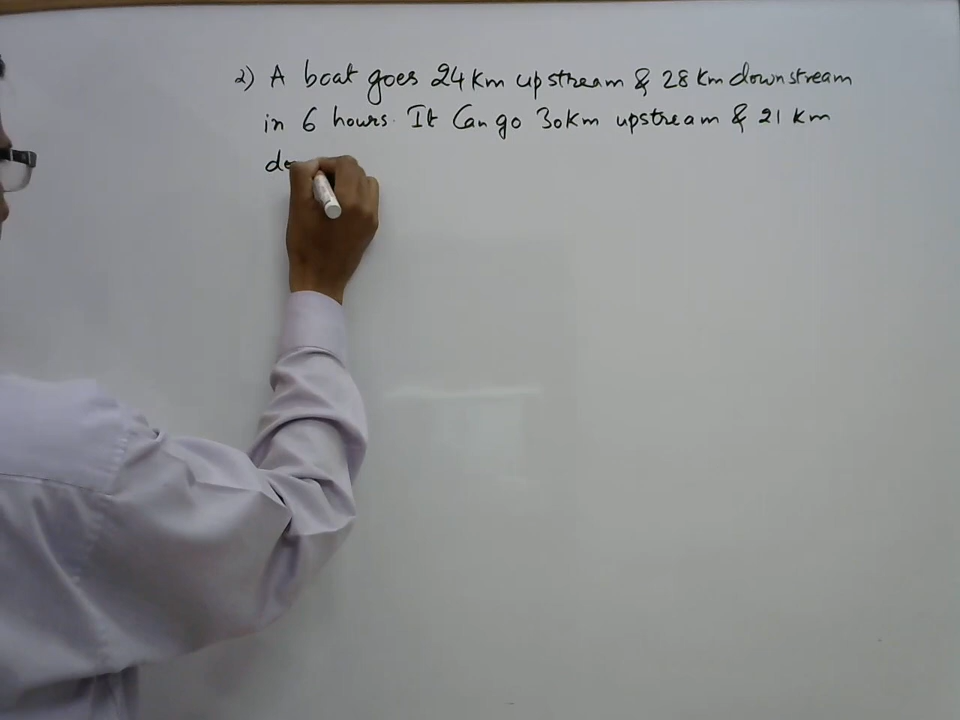 2) A boat goes 24 Km upstream & 28 Km downstream
in 6 hours. It Can go 30Km upstream & 21 Km
do